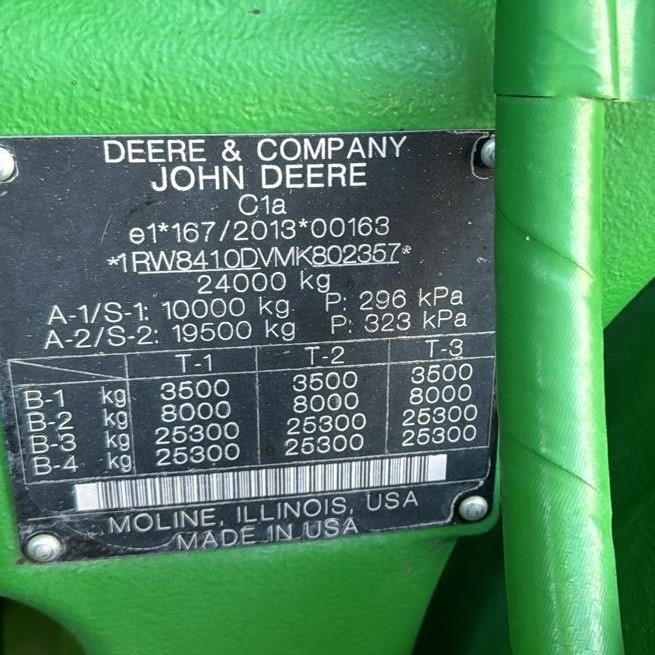 DEERE & COMPANY
JOHN DEERE
C1a
e1*167/2013*00163
*1RW8410DVMK802357*
24000 kg
A-1/S-1: 10000 kg P: 296 kPa
A-2/S-2: 19500 kg P: 323 kPa
T-1 T-2 T-3
B-1 kg 3500 3500 3500
B-2 kg 8000 8000 8000
B-3 kg 25300 25300 25300
B-4 kg 25300 25300 25300
MOLINE, ILLINOIS, USA
MADE IN USA